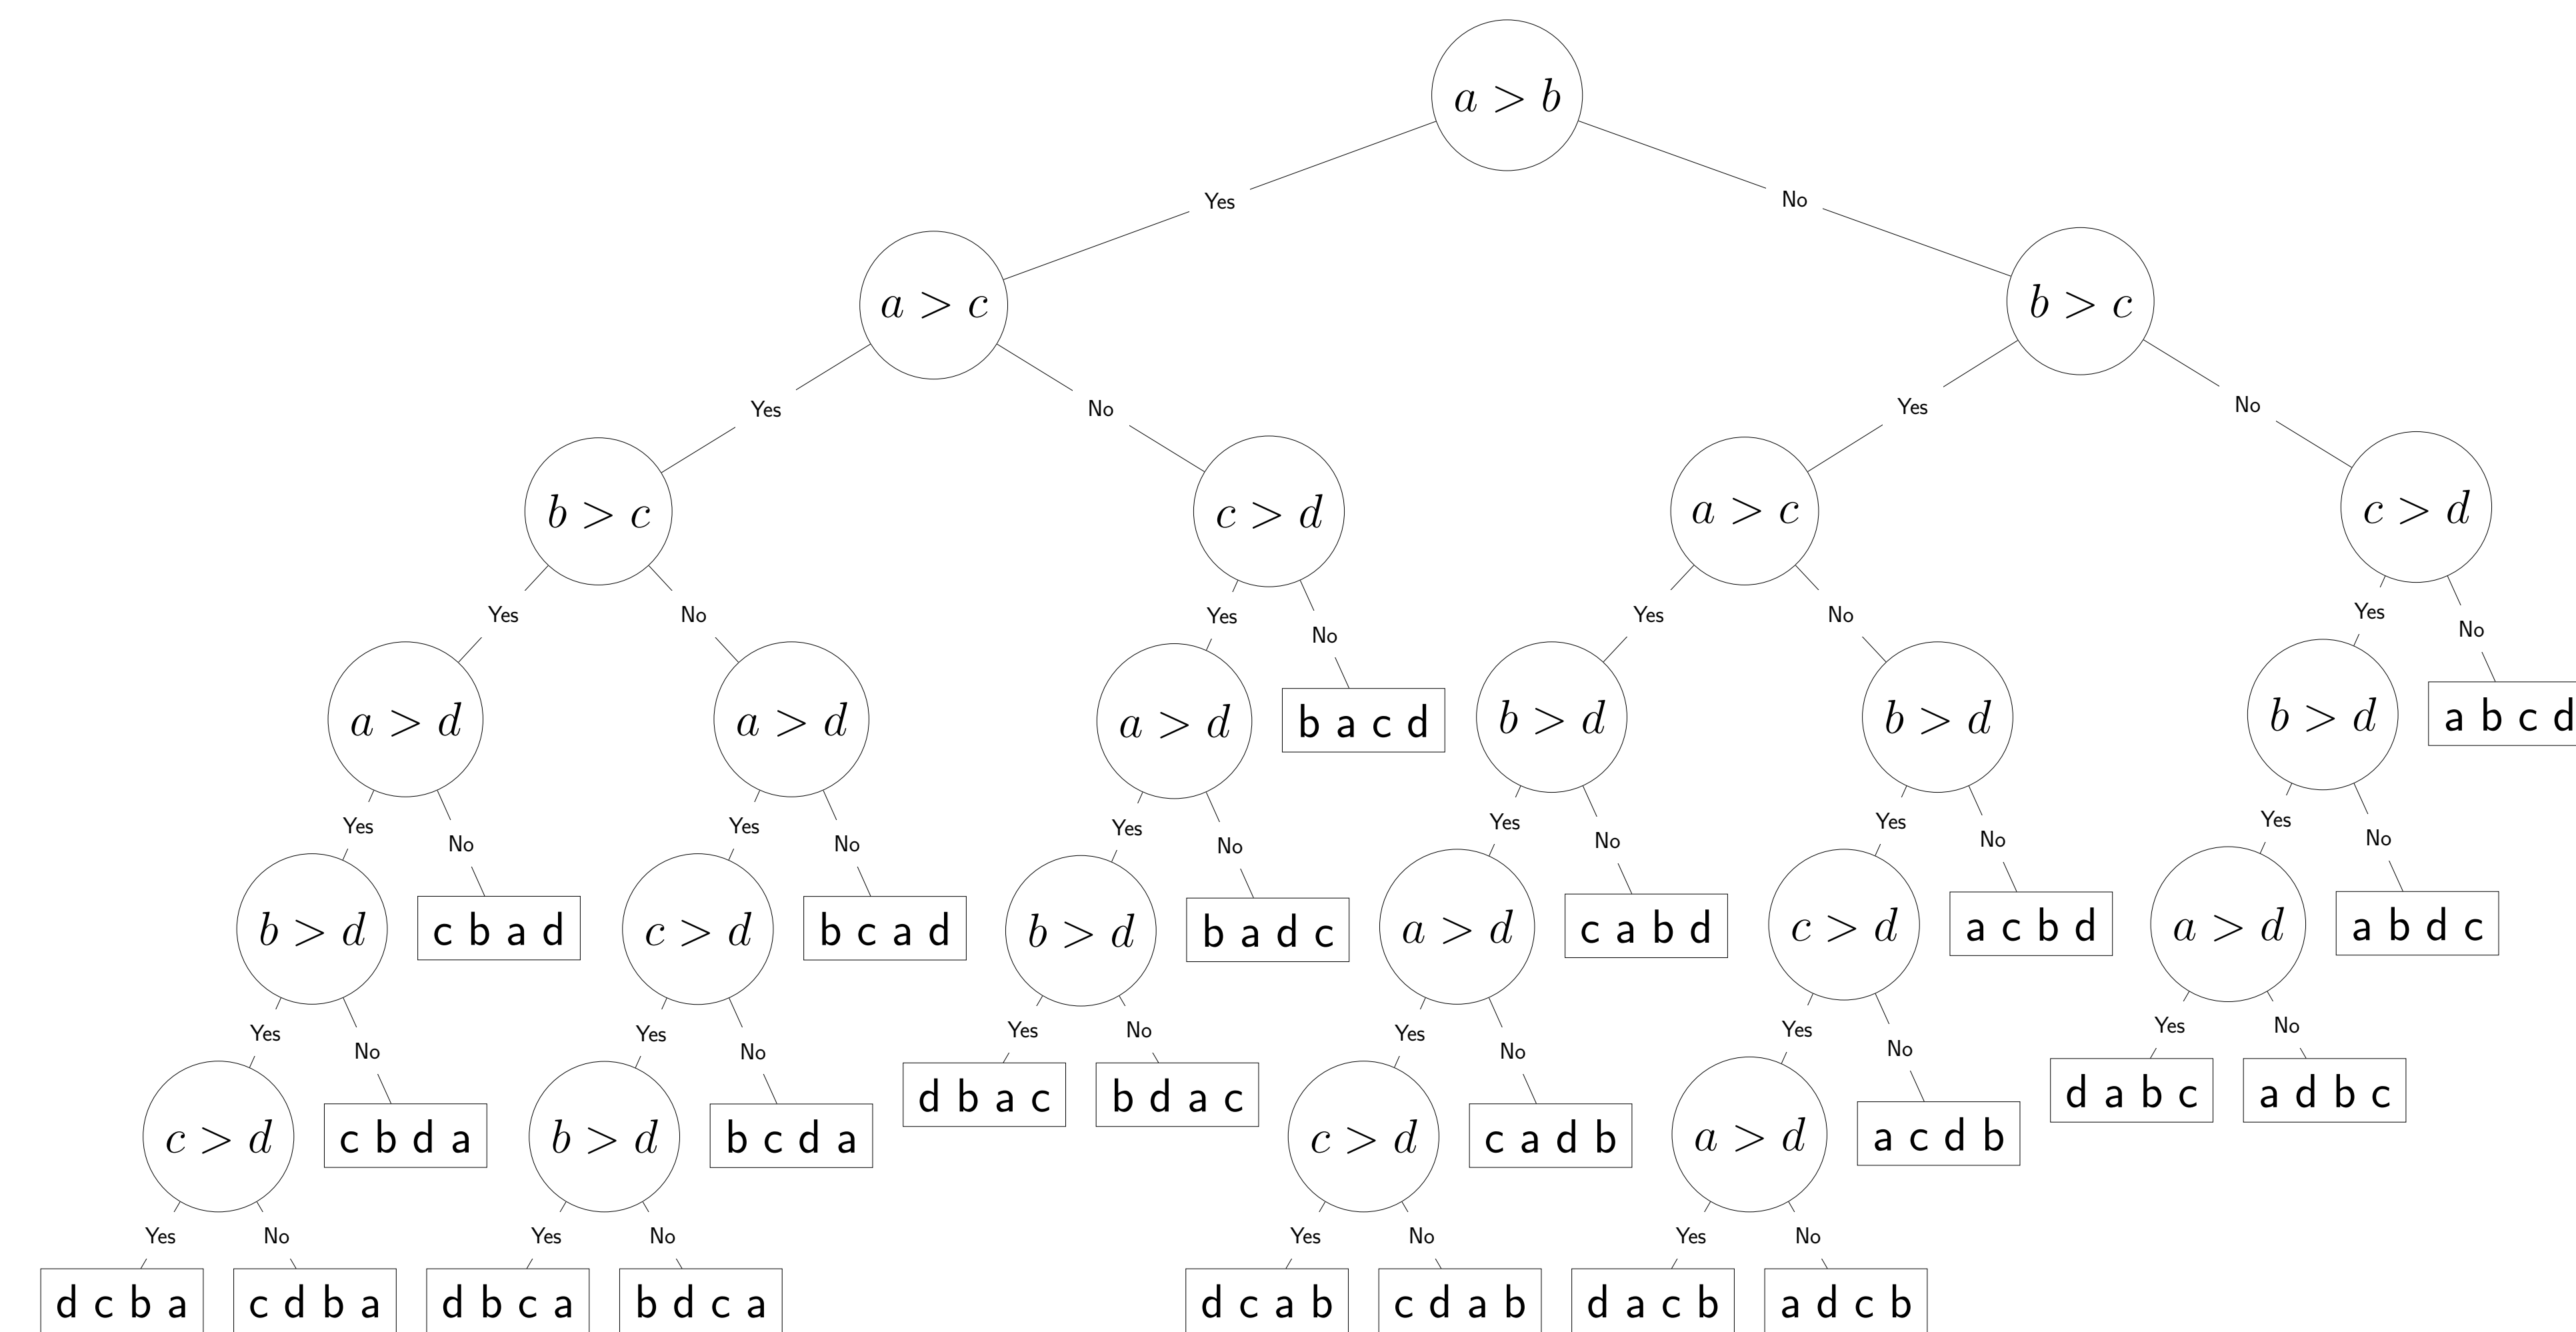 a > b
Yes No
a > c b > c
Yes No Yes No
b > c c > d a > c c > d
Yes No Yes No Yes No Yes No
a > d a > d a > d b a c d b > d b > d b > d a b c d
Yes No Yes No Yes No Yes No Yes No Yes No
b > d c b a d c > d b c a d b > d b a d c a > d c a b d c > d a c b d a > d a b d c
Yes No Yes No Yes No Yes No Yes No Yes No
c > d c b d a b > d b c d a d b a c b d a c c > d c a d b a > d a c d b d a b c a d b c
Yes No Yes No Yes No Yes No
d c b a c d b a d b c a b d c a d c a b c d a b d a c b a d c b